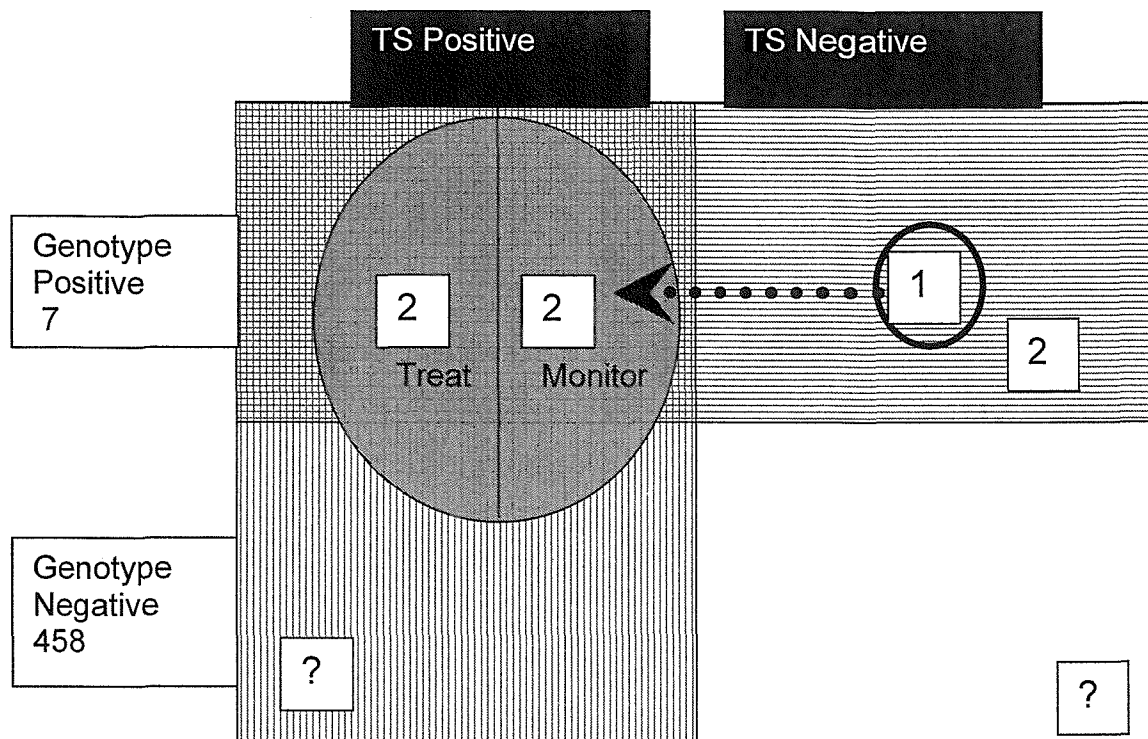 TS Positive
TS Negative
Genotype
Positive
7
2
2
1
2
Treat
Monitor
Genotype
Negative
458
?
?